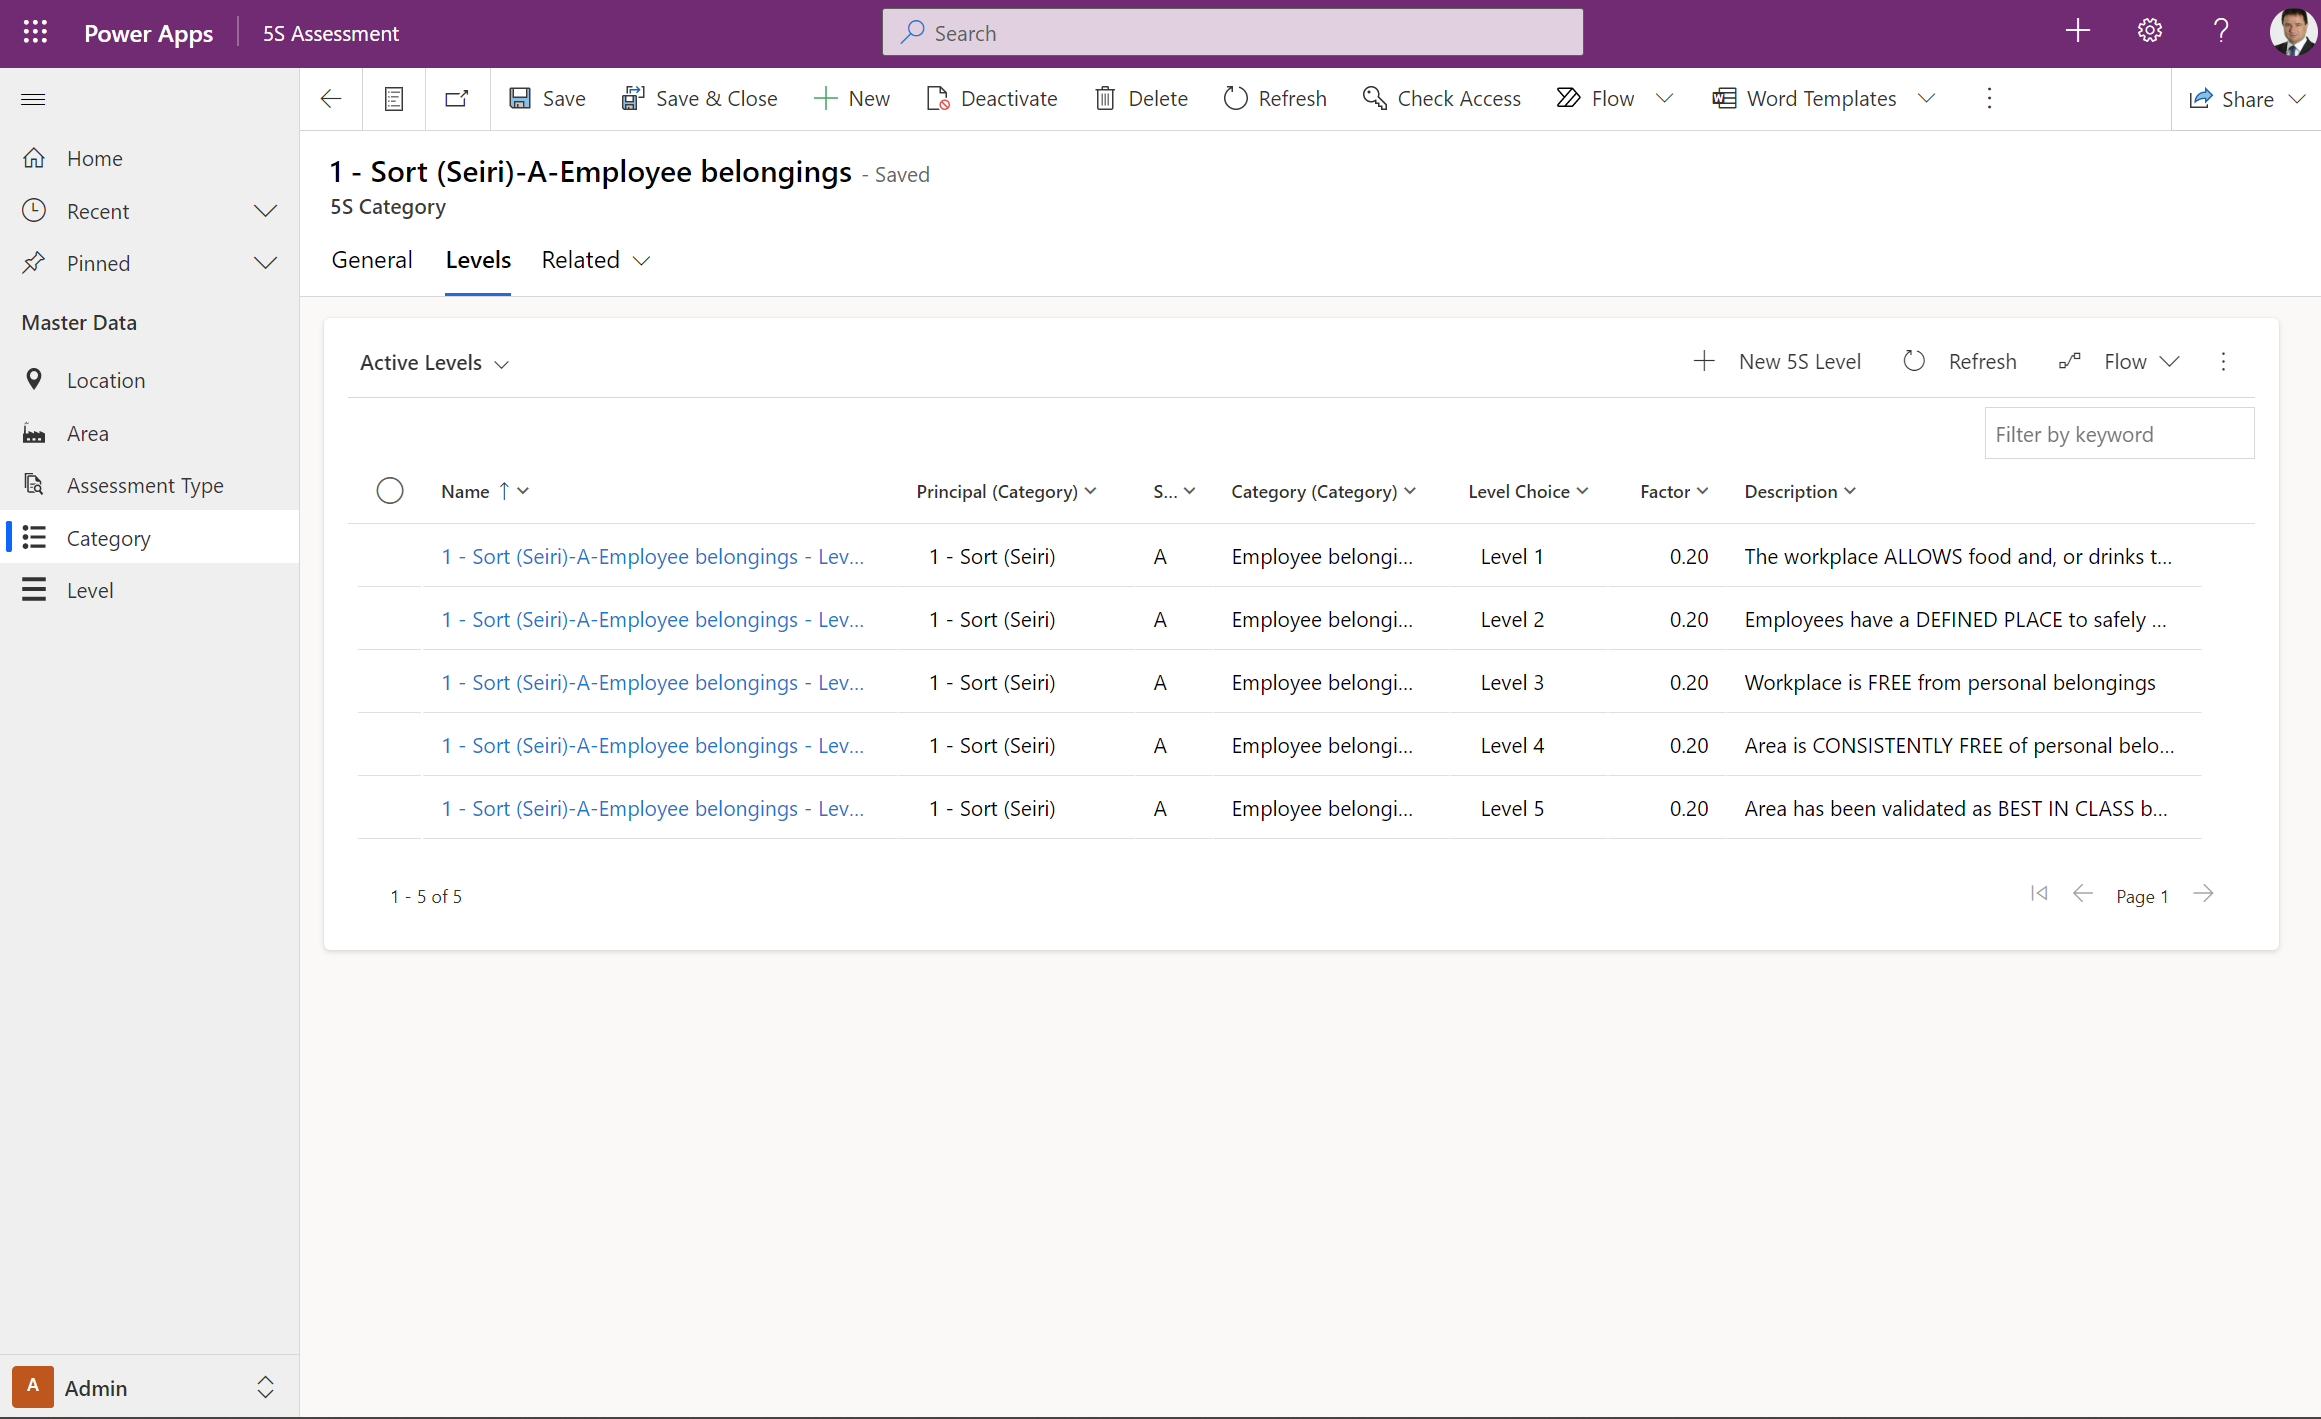 Power Apps 5S Assessment Search
Save Save & Close New Deactivate Delete Refresh Check Access Flow Word Templates Share
Home
Recent
Pinned
Master Data
Location
Area
Assessment Type
Category
Level
A Admin
1 - Sort (Seiri)-A-Employee belongings - Saved
5S Category
General Levels Related
Active Levels New 5S Level Refresh Flow
Filter by keyword
Name Principal (Category) S... Category (Category) Level Choice Factor Description
1 - Sort (Seiri)-A-Employee belongings - Lev... 1 - Sort (Seiri) A Employee belongi... Level 1 0.20 The workplace ALLOWS food and, or drinks t...
1 - Sort (Seiri)-A-Employee belongings - Lev... 1 - Sort (Seiri) A Employee belongi... Level 2 0.20 Employees have a DEFINED PLACE to safely ...
1 - Sort (Seiri)-A-Employee belongings - Lev... 1 - Sort (Seiri) A Employee belongi... Level 3 0.20 Workplace is FREE from personal belongings
1 - Sort (Seiri)-A-Employee belongings - Lev... 1 - Sort (Seiri) A Employee belongi... Level 4 0.20 Area is CONSISTENTLY FREE of personal belo...
1 - Sort (Seiri)-A-Employee belongings - Lev... 1 - Sort (Seiri) A Employee belongi... Level 5 0.20 Area has been validated as BEST IN CLASS b...
1 - 5 of 5 Page 1